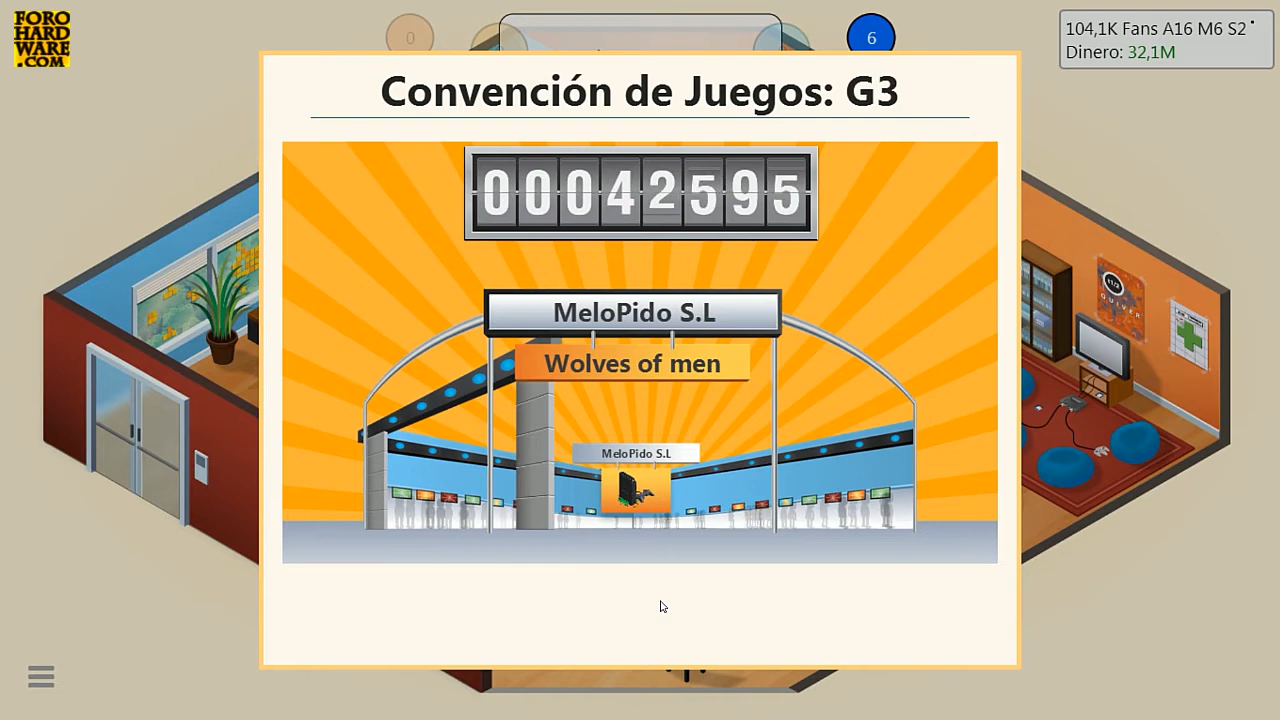 FORO
HARD
WARE
.COM
0
6
104,1K Fans A16 M6 S2
Dinero: 32,1M
Convención de Juegos: G3
00042595
MeloPido S.L
Wolves of men
MeloPido S.L
QUIVER